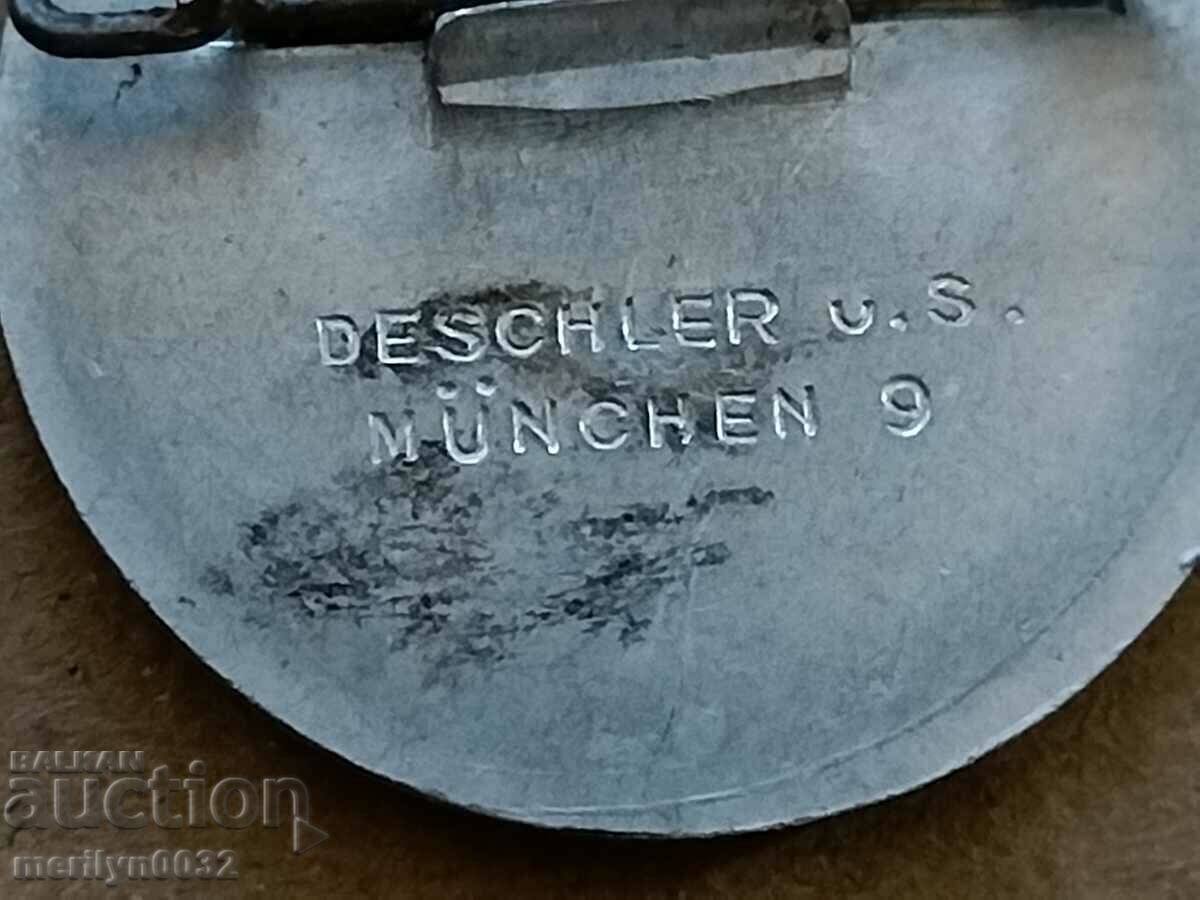 DESCHLER u.S.
MÜNCHEN 9
BALKAN
auction
merilyn0032